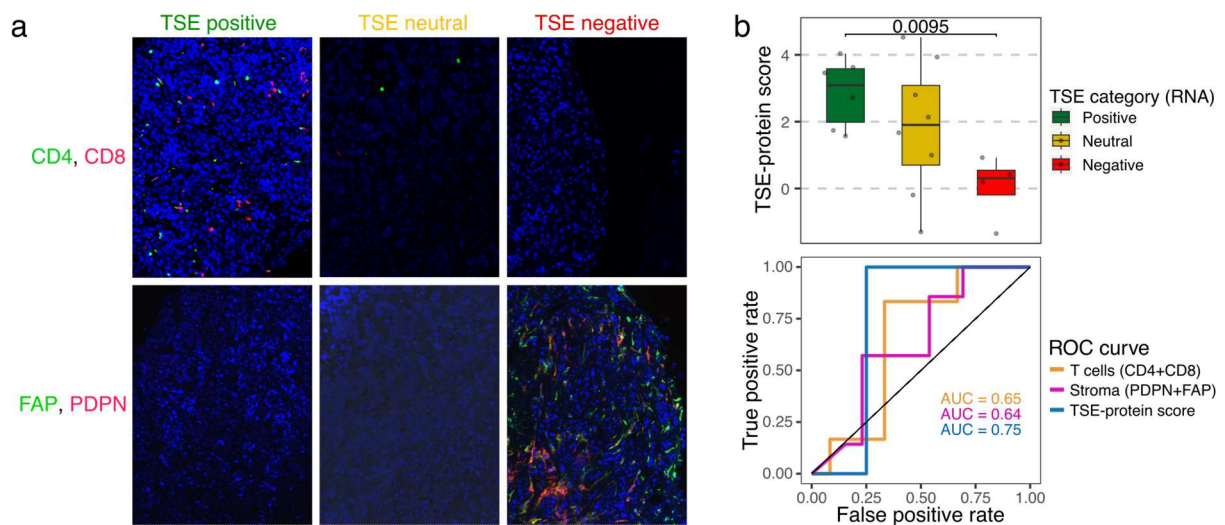 a
TSE positive
TSE neutral
TSE negative
CD4, CD8
FAP, PDPN
b
0.0095
4
2
0
TSE-protein score
TSE category (RNA)
Positive
Neutral
Negative
1.00
0.75
0.50
0.25
0.00
True positive rate
AUC = 0.65
AUC = 0.64
AUC = 0.75
0.00 0.25 0.50 0.75 1.00
False positive rate
ROC curve
T cells (CD4+CD8)
Stroma (PDPN+FAP)
TSE-protein score